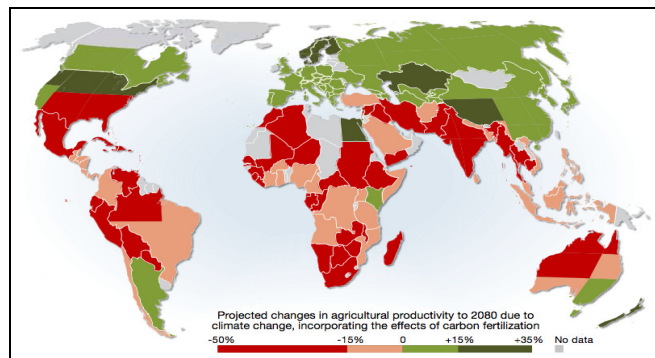 Projected changes in agricultural productivity to 2080 due to
climate change, incorporating the effects of carbon fertilization
-50% -15% 0 +15% +35% No data